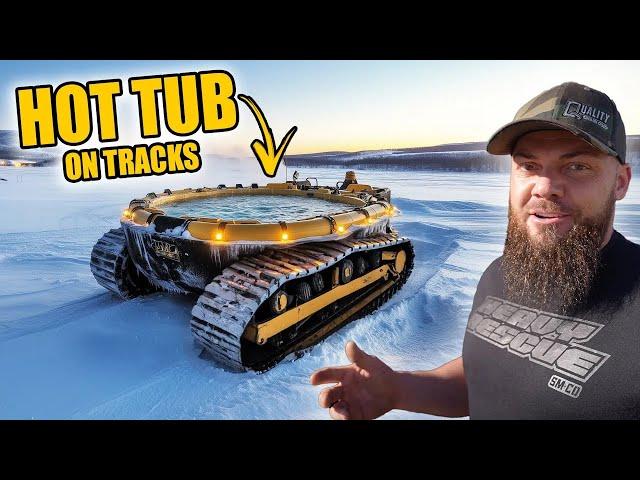 HOT TUB
ON TRACKS
QUALITY
HEAVY
RESCUE
SM·CO